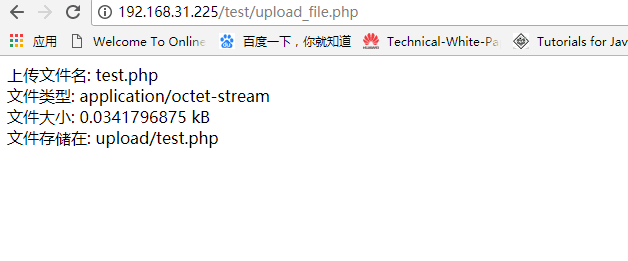 192.168.31.225/test/upload_file.php
应用 Welcome To Online 百度一下，你就知道 Technical-White-Pa Tutorials for Jav
上传文件名: test.php
文件类型: application/octet-stream
文件大小: 0.0341796875 kB
文件存储在: upload/test.php